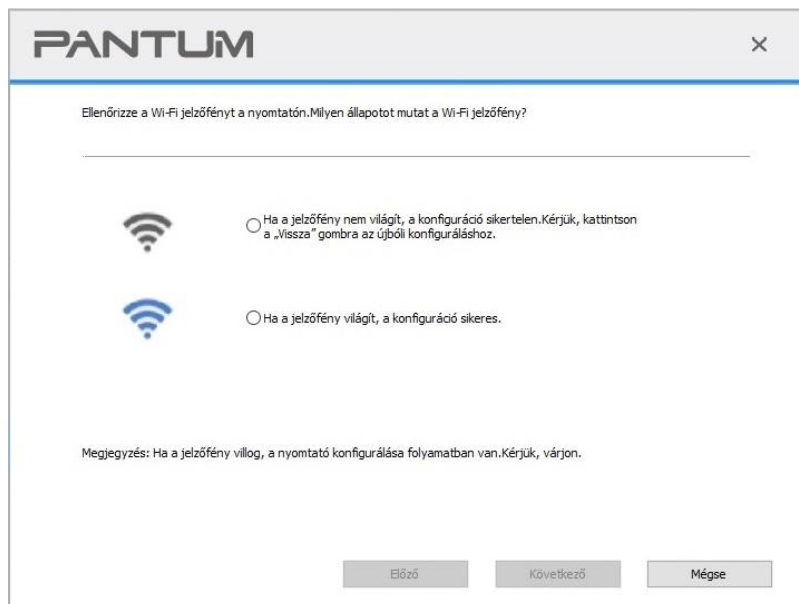 PANTUM
Ellenőrizze a Wi-Fi jelzőfényt a nyomtatón.Milyen állapotot mutat a Wi-Fi jelzőfény?
Ha a jelzőfény nem világít, a konfiguráció sikertelen.Kérjük, kattintson
a „Vissza” gombra az újbóli konfiguráláshoz.
Ha a jelzőfény világít, a konfiguráció sikeres.
Megjegyzés: Ha a jelzőfény villog, a nyomtató konfigurálása folyamatban van.Kérjük, várjon.
Előző
Következő
Mégse